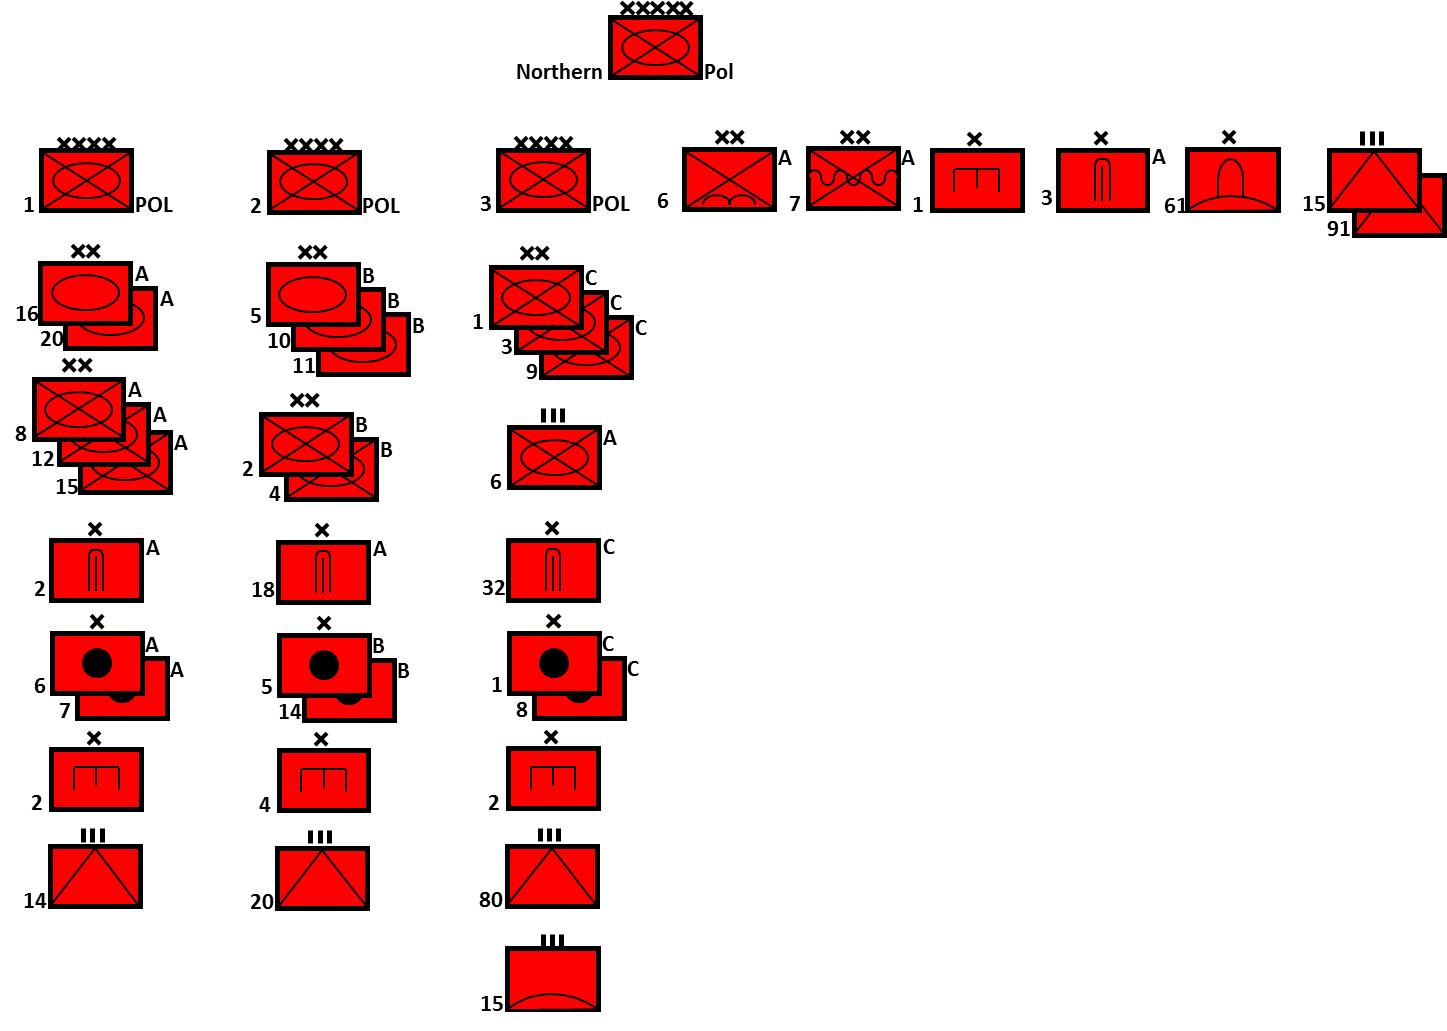 Northern Pol
1 POL
2 POL
3 POL
6 A
7 A
1
3 A
61
15
91
16 A
20 A
5 B
10 B
11 B
1 C
3 C
9 C
8 A
12 A
15 A
2 B
4 B
6 A
2 A
18 A
32 C
6 A
7 A
5 B
14 B
1 C
8 C
2
4
2
14
20
80
15